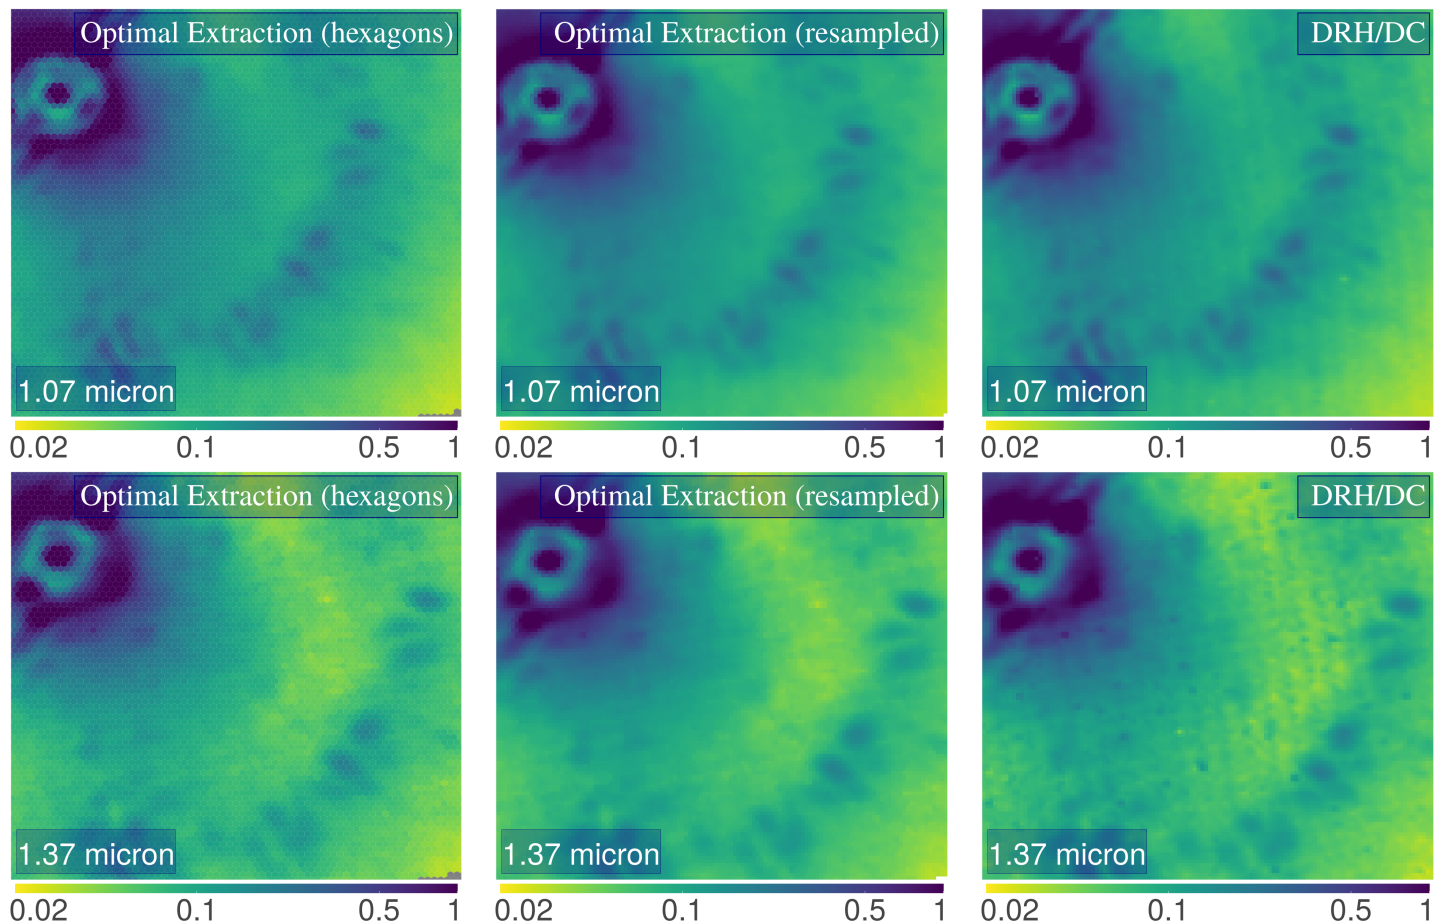 Optimal Extraction (hexagons)
Optimal Extraction (resampled)
DRH/DC
1.07 micron
1.07 micron
1.07 micron
0.02 0.1 0.5 1
0.02 0.1 0.5 1
0.02 0.1 0.5 1
Optimal Extraction (hexagons)
Optimal Extraction (resampled)
DRH/DC
1.37 micron
1.37 micron
1.37 micron
0.02 0.1 0.5 1
0.02 0.1 0.5 1
0.02 0.1 0.5 1